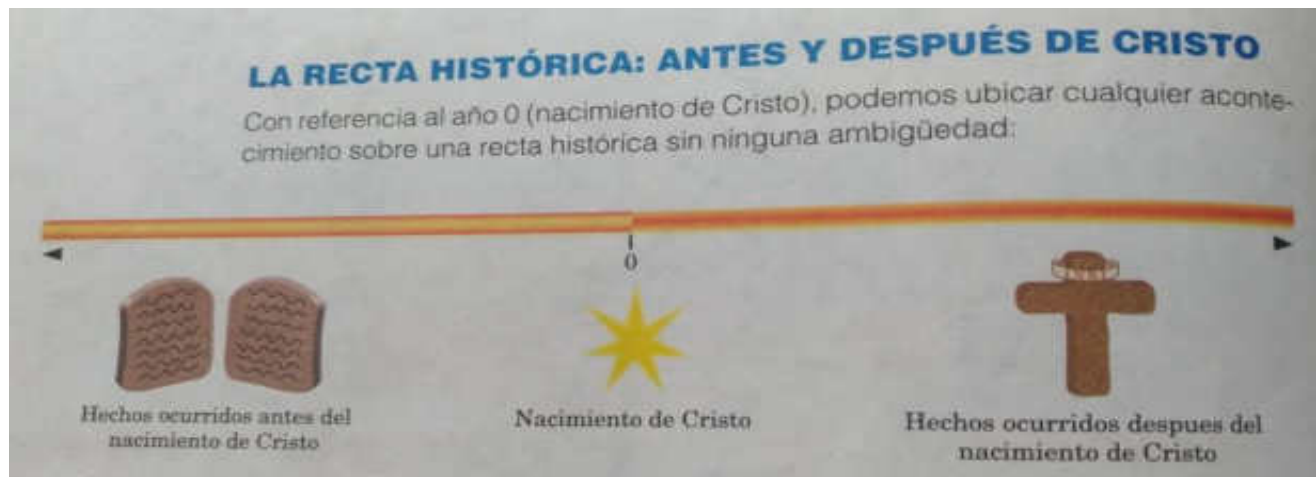 LA RECTA HISTÓRICA: ANTES Y DESPUÉS DE CRISTO
Con referencia al año 0 (nacimiento de Cristo), podemos ubicar cualquier aconte-
cimiento sobre una recta histórica sin ninguna ambigüedad:
0
Hechos ocurridos antes del
nacimiento de Cristo
Nacimiento de Cristo
Hechos ocurridos despues del
nacimiento de Cristo